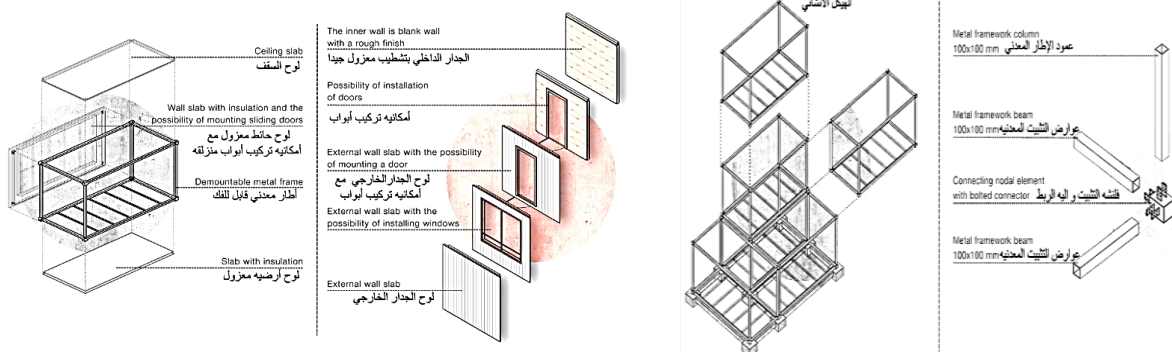 Ceiling slab
لوح السقف
Wall slab with insulation and the
possibility of mounting sliding doors
لوح حائط معزول مع
أمكانيه تركيب أبواب منزلقه
Demountable metal frame
أطار معدني قابل للفك
Slab with insulation
لوح ارضيه معزول
The inner wall is blank wall
with a rough finish
الجدار الداخلي بتشطيب معزول جيدا
Possibility of installation
of doors
أمكانيه تركيب أبواب
External wall slab with the possibility
of mounting a door
لوح الجدار الخارجي مع
أمكانيه تركيب أبواب
External wall slab with the
possibility of installing windows
External wall slab
لوح الجدار الخارجي
الهيكل الانشائي
Metal framework column
100x100 mm عمود الإطار المعدني
Metal framework beam
100x100 mm عوارض التثبيت المعدنيه
Connecting nodal element
with bolted connector فلنشه التثبيت و اليه الربط
Metal framework beam
100x100 mm عوارض التثبيت المعدنيه